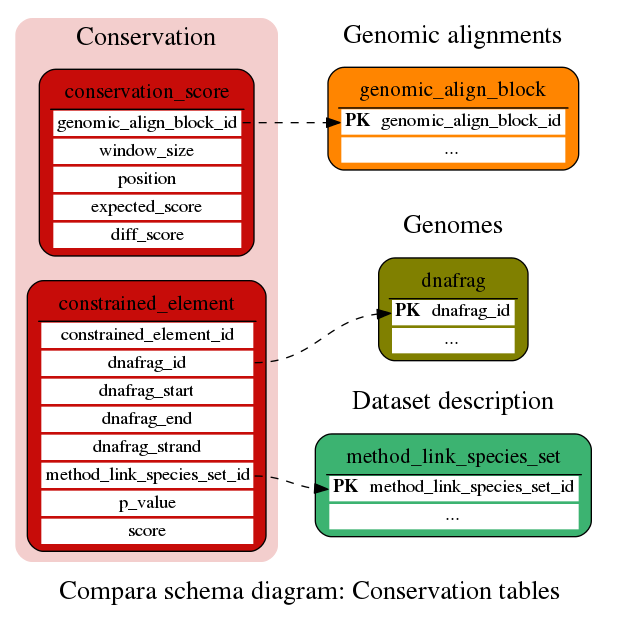 Conservation
conservation_score
genomic_align_block_id
window_size
position
expected_score
diff_score
constrained_element
constrained_element_id
dnafrag_id
dnafrag_start
dnafrag_end
dnafrag_strand
method_link_species_set_id
p_value
score
Genomic alignments
genomic_align_block
PK genomic_align_block_id
...
Genomes
dnafrag
PK dnafrag_id
...
Dataset description
method_link_species_set
PK method_link_species_set_id
...
Compara schema diagram: Conservation tables